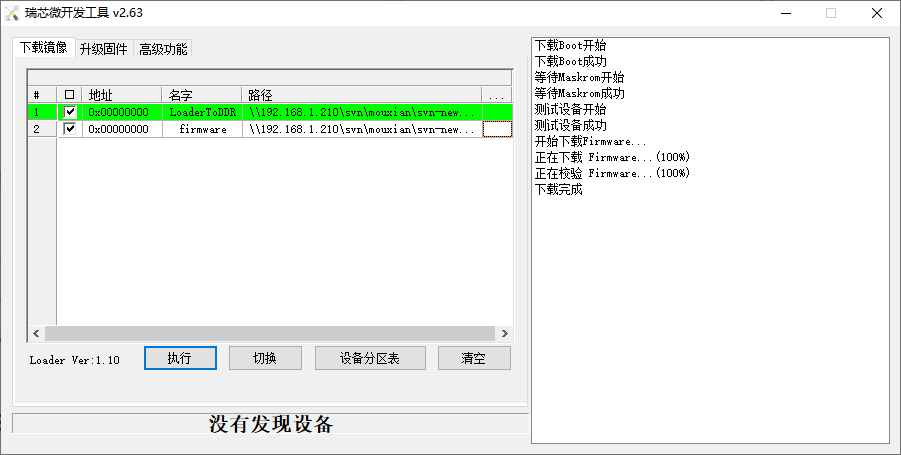 瑞芯微开发工具 v2.63
下载镜像 升级固件 高级功能
# 地址 名字 路径 ...
1 0x00000000 LoaderToDDR \\192.168.1.210\svn\mouxian\svn-new...
2 0x00000000 firmware \\192.168.1.210\svn\mouxian\svn-new...
Loader Ver:1.10 执行 切换 设备分区表 清空
没有发现设备
下载Boot开始
下载Boot成功
等待Maskrom开始
等待Maskrom成功
测试设备开始
测试设备成功
开始下载Firmware...
正在下载 Firmware...(100%)
正在校验 Firmware...(100%)
下载完成